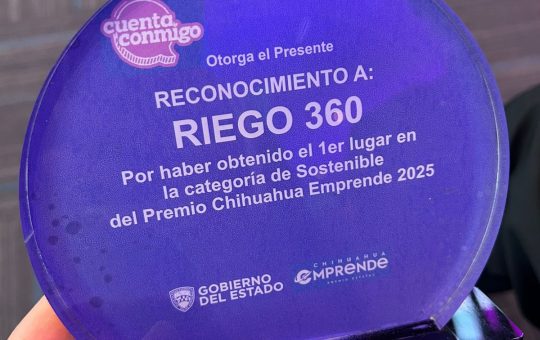 cuenta
conmigo
Otorga el Presente
RECONOCIMIENTO A:
RIEGO 360
Por haber obtenido el 1er lugar en
la categoría de Sostenible
del Premio Chihuahua Emprende 2025
GOBIERNO
DEL ESTADO
CHIHUAHUA
emprende